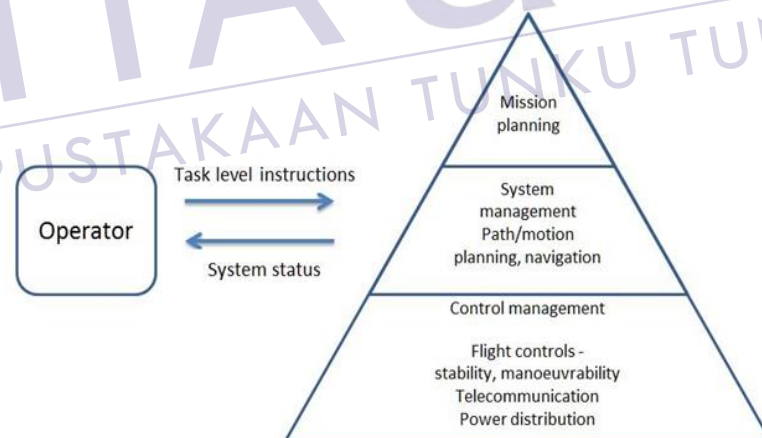 PUSTAKAAN TUNKU TU
Mission
planning
Operator
Task level instructions
System status
System
management
Path/motion
planning, navigation
Control management
Flight controls -
stability, manoeuvrability
Telecommunication
Power distribution